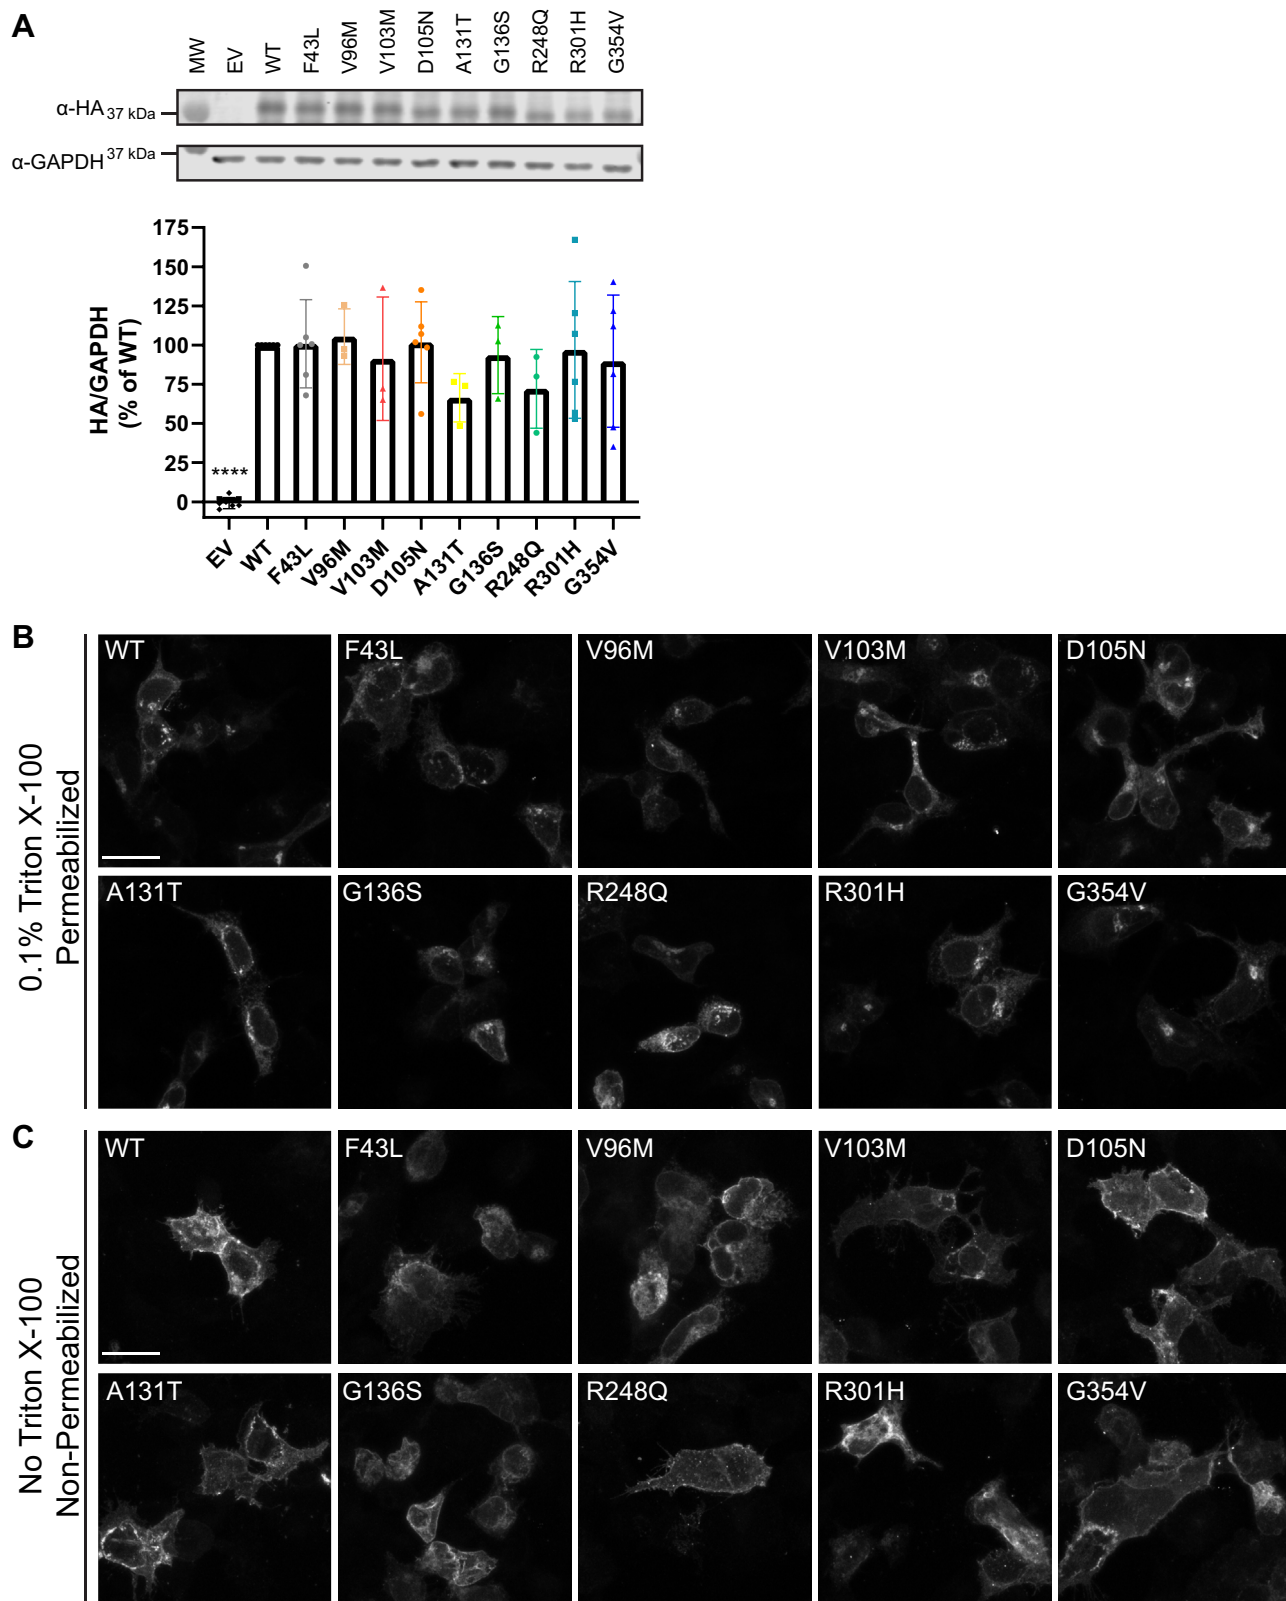 A
MW EV WT F43L V96M V103M D105N A131T G136S R248Q R301H G354V
α-HA 37 kDa
α-GAPDH 37 kDa
HA/GAPDH
(% of WT)
175
150
125
100
75
50
25
0
****
EV WT F43L V96M V103M D105N A131T G136S R248Q R301H G354V
B
0.1% Triton X-100
Permeabilized
WT F43L V96M V103M D105N
A131T G136S R248Q R301H G354V
C
No Triton X-100
Non-Permeabilized
WT F43L V96M V103M D105N
A131T G136S R248Q R301H G354V